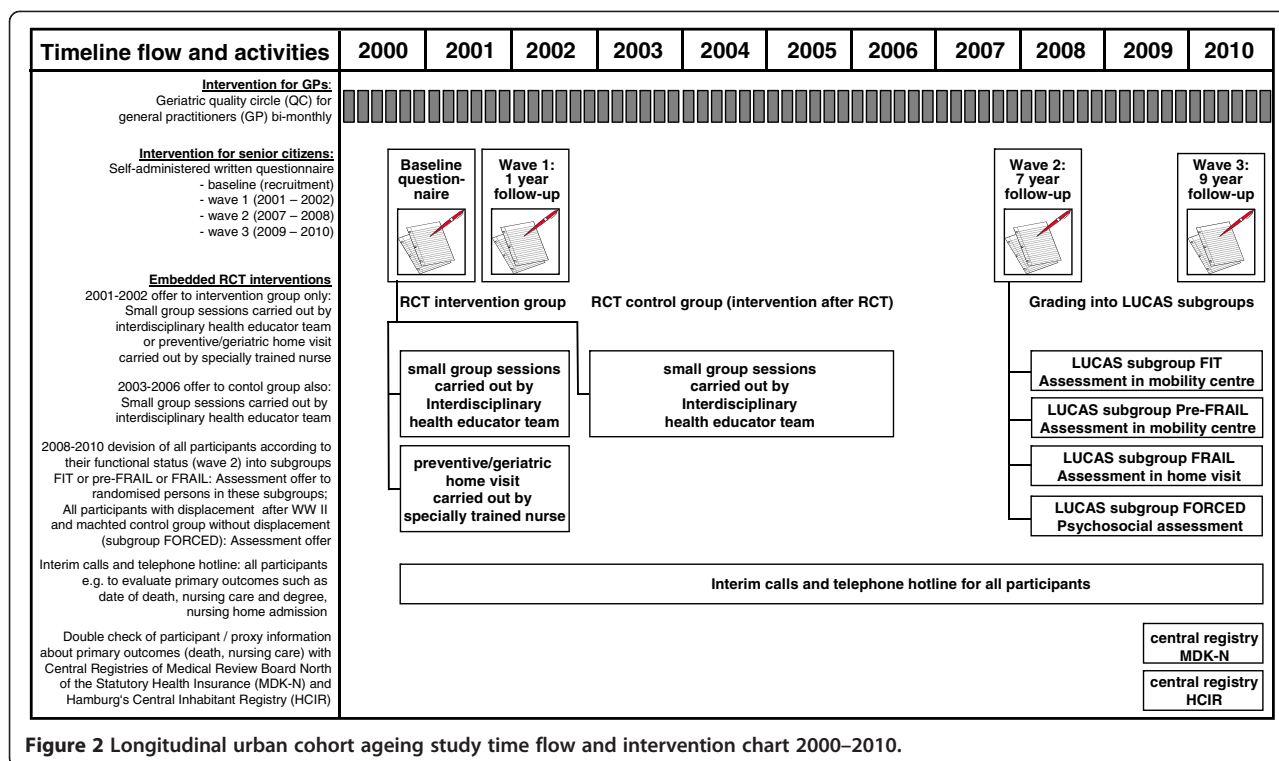 Timeline flow and activities 2000 2001 2002 2003 2004 2005 2006 2007 2008 2009 2010
Intervention for GPs:
Geriatric quality circle (QC) for
general practitioners (GP) bi-monthly
Intervention for senior citizens:
Self-administered written questionnaire
- baseline (recruitment)
- wave 1 (2001 – 2002)
- wave 2 (2007 – 2008)
- wave 3 (2009 – 2010)
Baseline
question-
naire
Wave 1:
1 year
follow-up
Wave 2:
7 year
follow-up
Wave 3:
9 year
follow-up
Embedded RCT interventions
2001-2002 offer to intervention group only:
Small group sessions carried out by
interdisciplinary health educator team
or preventive/geriatric home visit
carried out by specially trained nurse
2003-2006 offer to contol group also:
Small group sessions carried out by
interdisciplinary health educator team
2008-2010 devision of all participants according to
their functional status (wave 2) into subgroups
FIT or pre-FRAIL or FRAIL: Assessment offer to
randomised persons in these subgroups;
All participants with displacement after WW II
and machted control group without displacement
(subgroup FORCED): Assessment offer
RCT intervention group
RCT control group (intervention after RCT)
Grading into LUCAS subgroups
small group sessions
carried out by
Interdisciplinary
health educator team
small group sessions
carried out by
Interdisciplinary
health educator team
preventive/geriatric
home visit
carried out by
specially trained nurse
LUCAS subgroup FIT
Assessment in mobility centre
LUCAS subgroup Pre-FRAIL
Assessment in mobility centre
LUCAS subgroup FRAIL
Assessment in home visit
LUCAS subgroup FORCED
Psychosocial assessment
Interim calls and telephone hotline: all participants
e.g. to evaluate primary outcomes such as
date of death, nursing care and degree,
nursing home admission
Interim calls and telephone hotline for all participants
Double check of participant / proxy information
about primary outcomes (death, nursing care) with
Central Registries of Medical Review Board North
of the Statutory Health Insurance (MDK-N) and
Hamburg's Central Inhabitant Registry (HCIR)
central registry
MDK-N
central registry
HCIR
Figure 2 Longitudinal urban cohort ageing study time flow and intervention chart 2000–2010.